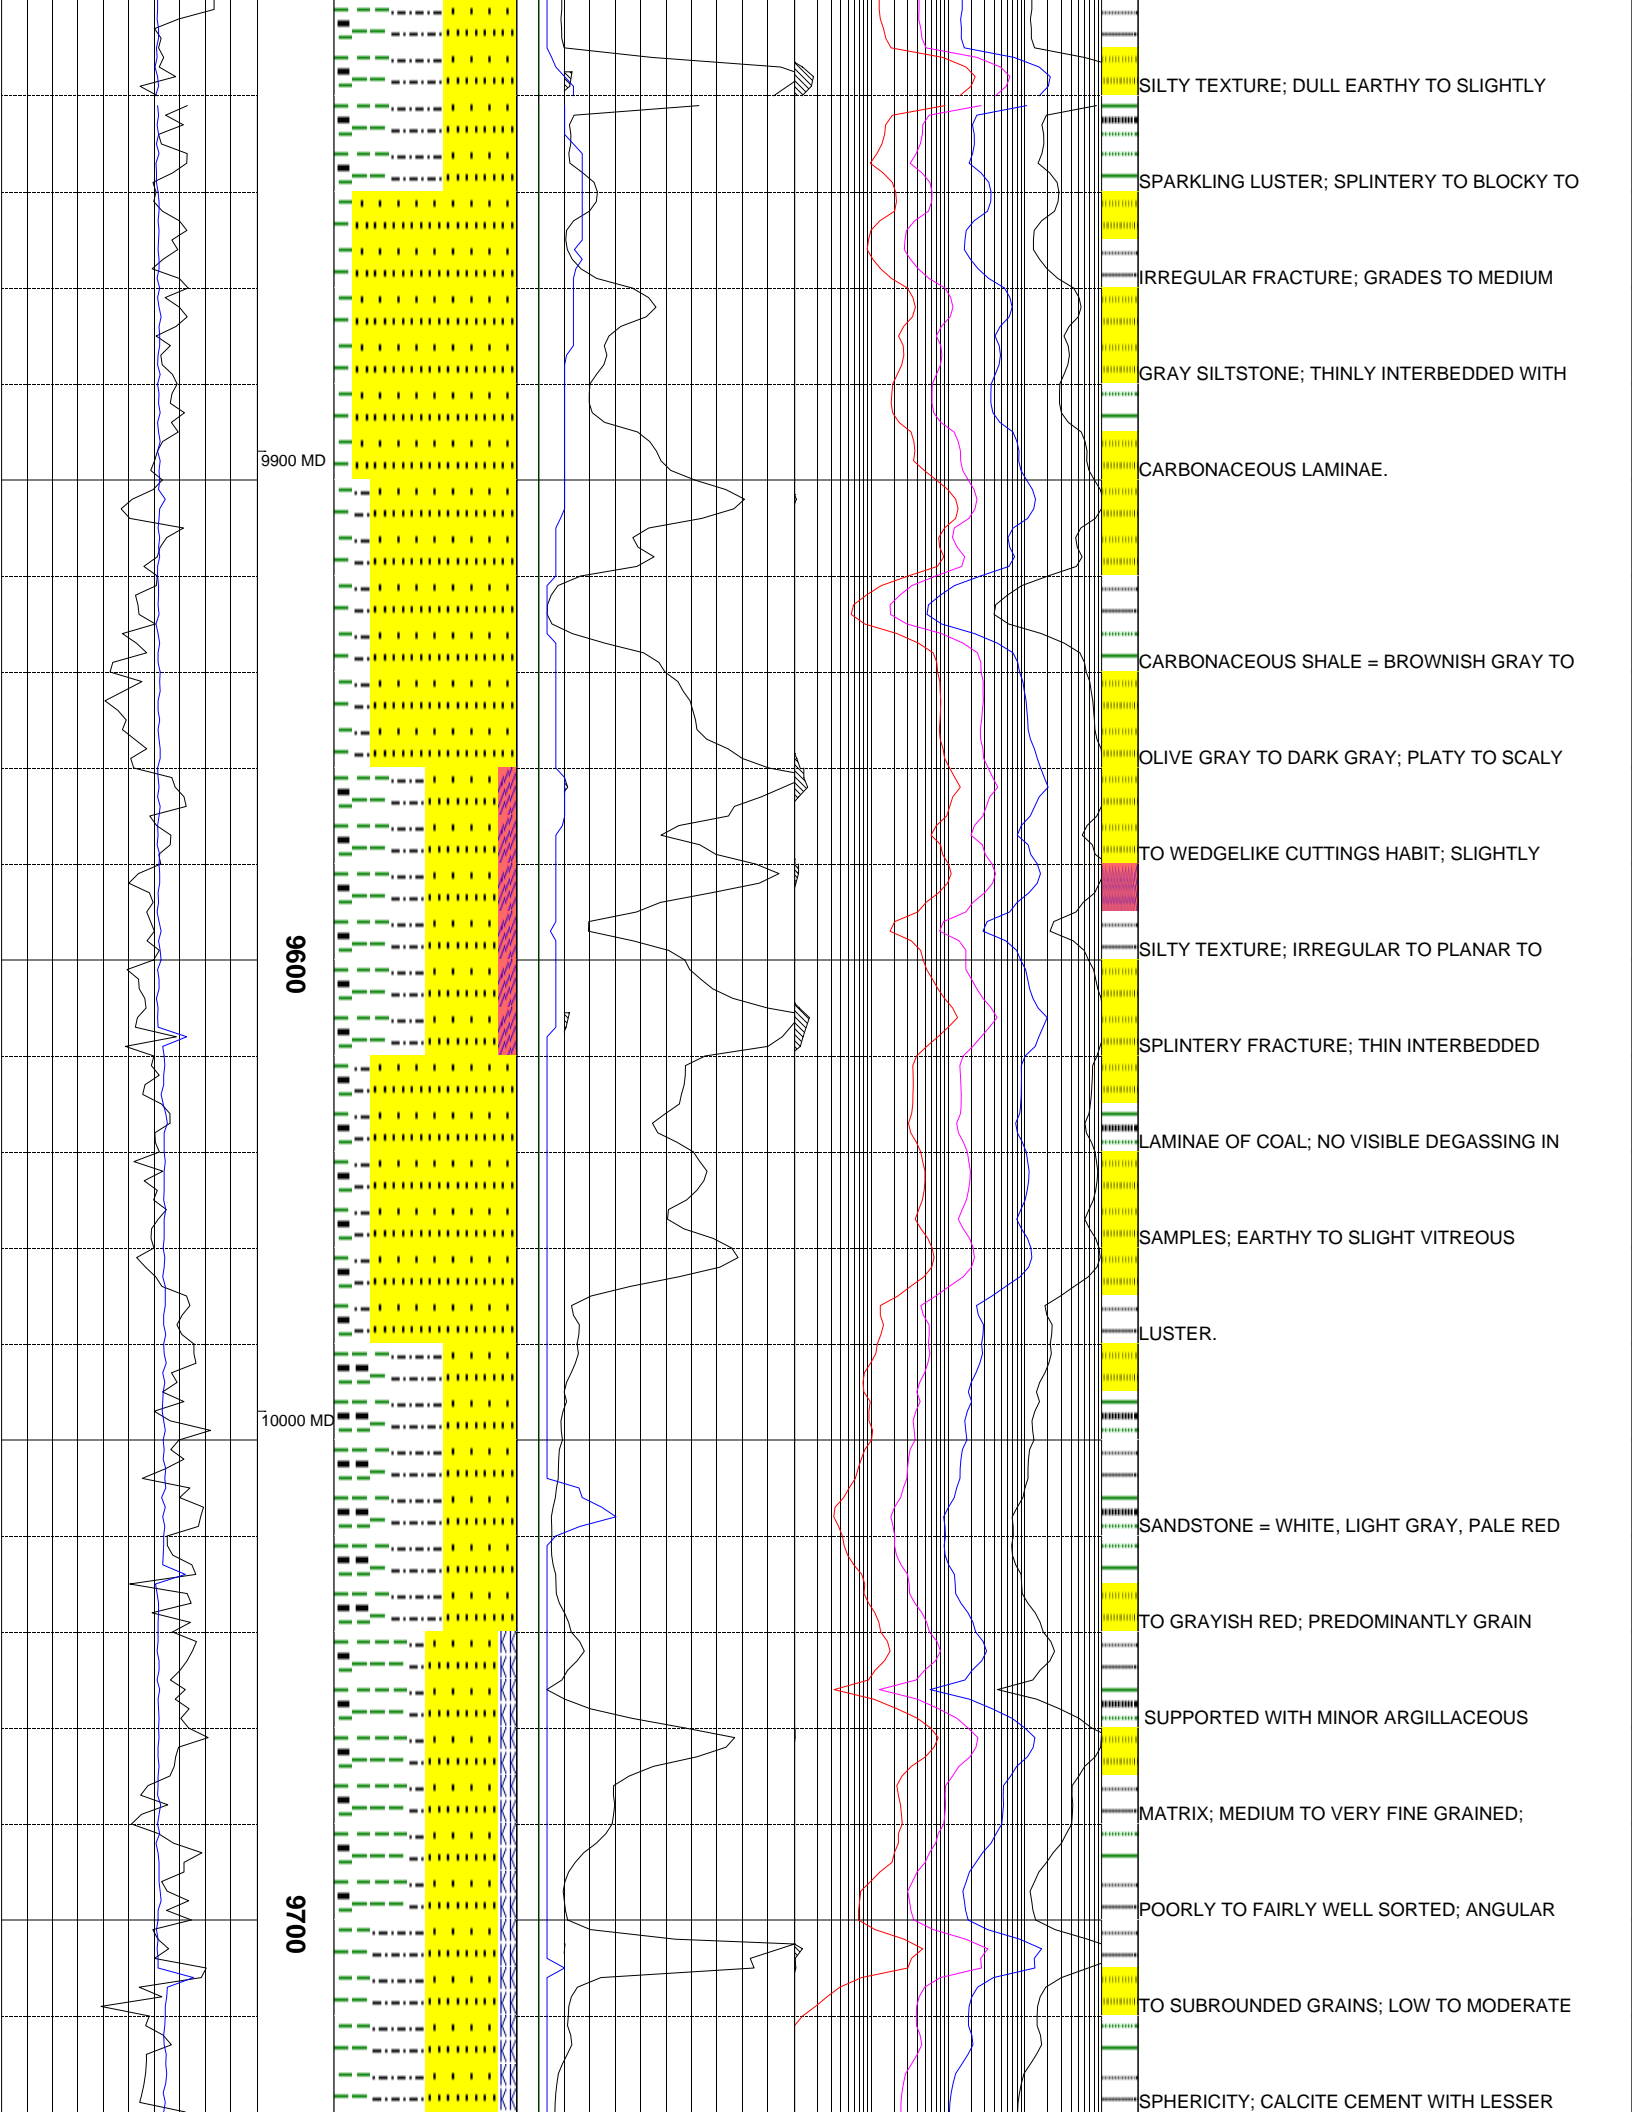 SILTY TEXTURE; DULL EARTHY TO SLIGHTLY
SPARKLING LUSTER; SPLINTERY TO BLOCKY TO
IRREGULAR FRACTURE; GRADES TO MEDIUM
GRAY SILTSTONE; THINLY INTERBEDDED WITH
9900 MD
CARBONACEOUS LAMINAE.
CARBONACEOUS SHALE = BROWNISH GRAY TO
OLIVE GRAY TO DARK GRAY; PLATY TO SCALY
TO WEDGELIKE CUTTINGS HABIT; SLIGHTLY
9600
SILTY TEXTURE; IRREGULAR TO PLANAR TO
SPLINTERY FRACTURE; THIN INTERBEDDED
LAMINAE OF COAL; NO VISIBLE DEGASSING IN
SAMPLES; EARTHY TO SLIGHT VITREOUS
LUSTER.
10000 MD
SANDSTONE = WHITE, LIGHT GRAY, PALE RED
TO GRAYISH RED; PREDOMINANTLY GRAIN
SUPPORTED WITH MINOR ARGILLACEOUS
MATRIX; MEDIUM TO VERY FINE GRAINED;
9700
POORLY TO FAIRLY WELL SORTED; ANGULAR
TO SUBROUNDED GRAINS; LOW TO MODERATE
SPHERICITY; CALCITE CEMENT WITH LESSER